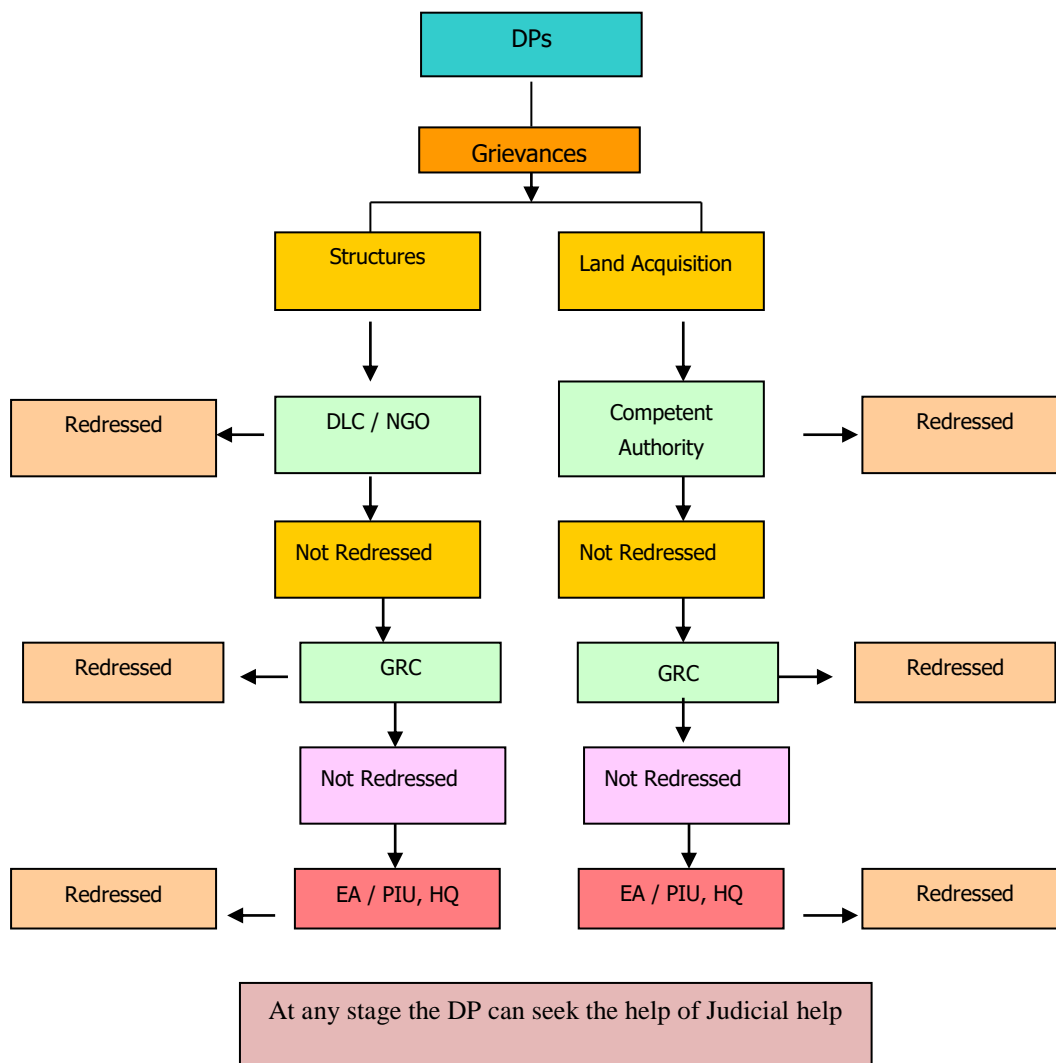 DPs
Grievances
Structures
Land Acquisition
Redressed
DLC / NGO
Competent
Authority
Redressed
Not Redressed
Not Redressed
Redressed
GRC
GRC
Redressed
Not Redressed
Not Redressed
Redressed
EA / PIU, HQ
EA / PIU, HQ
Redressed
At any stage the DP can seek the help of Judicial help